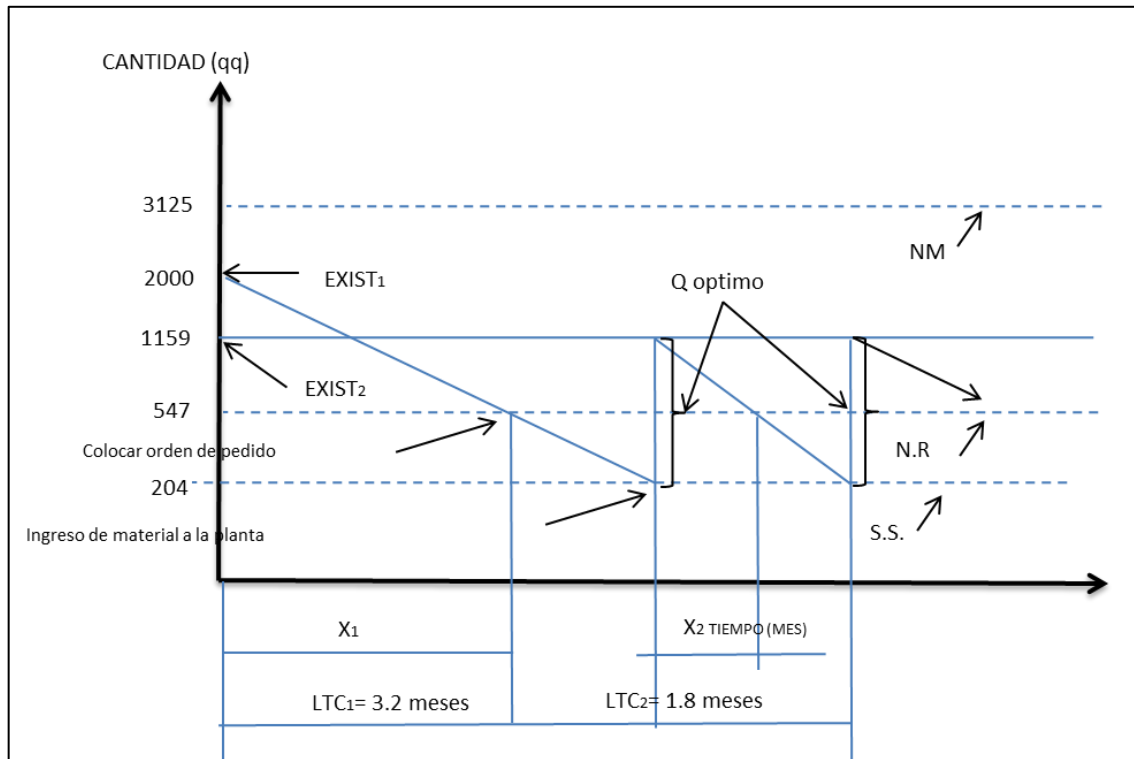 CANTIDAD (qq)
3125
NM
2000
EXIST1
Q optimo
1159
EXIST2
547
Colocar orden de pedido
N.R
204
Ingreso de material a la planta
S.S.
X1
X2 TIEMPO (MES)
LTC1= 3.2 meses
LTC2= 1.8 meses